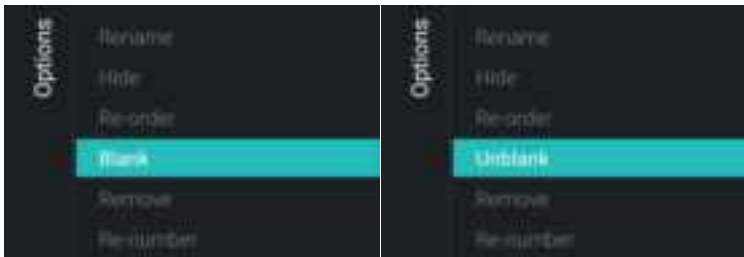 Options
Rename
Hide
Re-order
Blank
Remove
Re-number
Options
Rename
Hide
Re-order
Unblank
Remove
Re-number